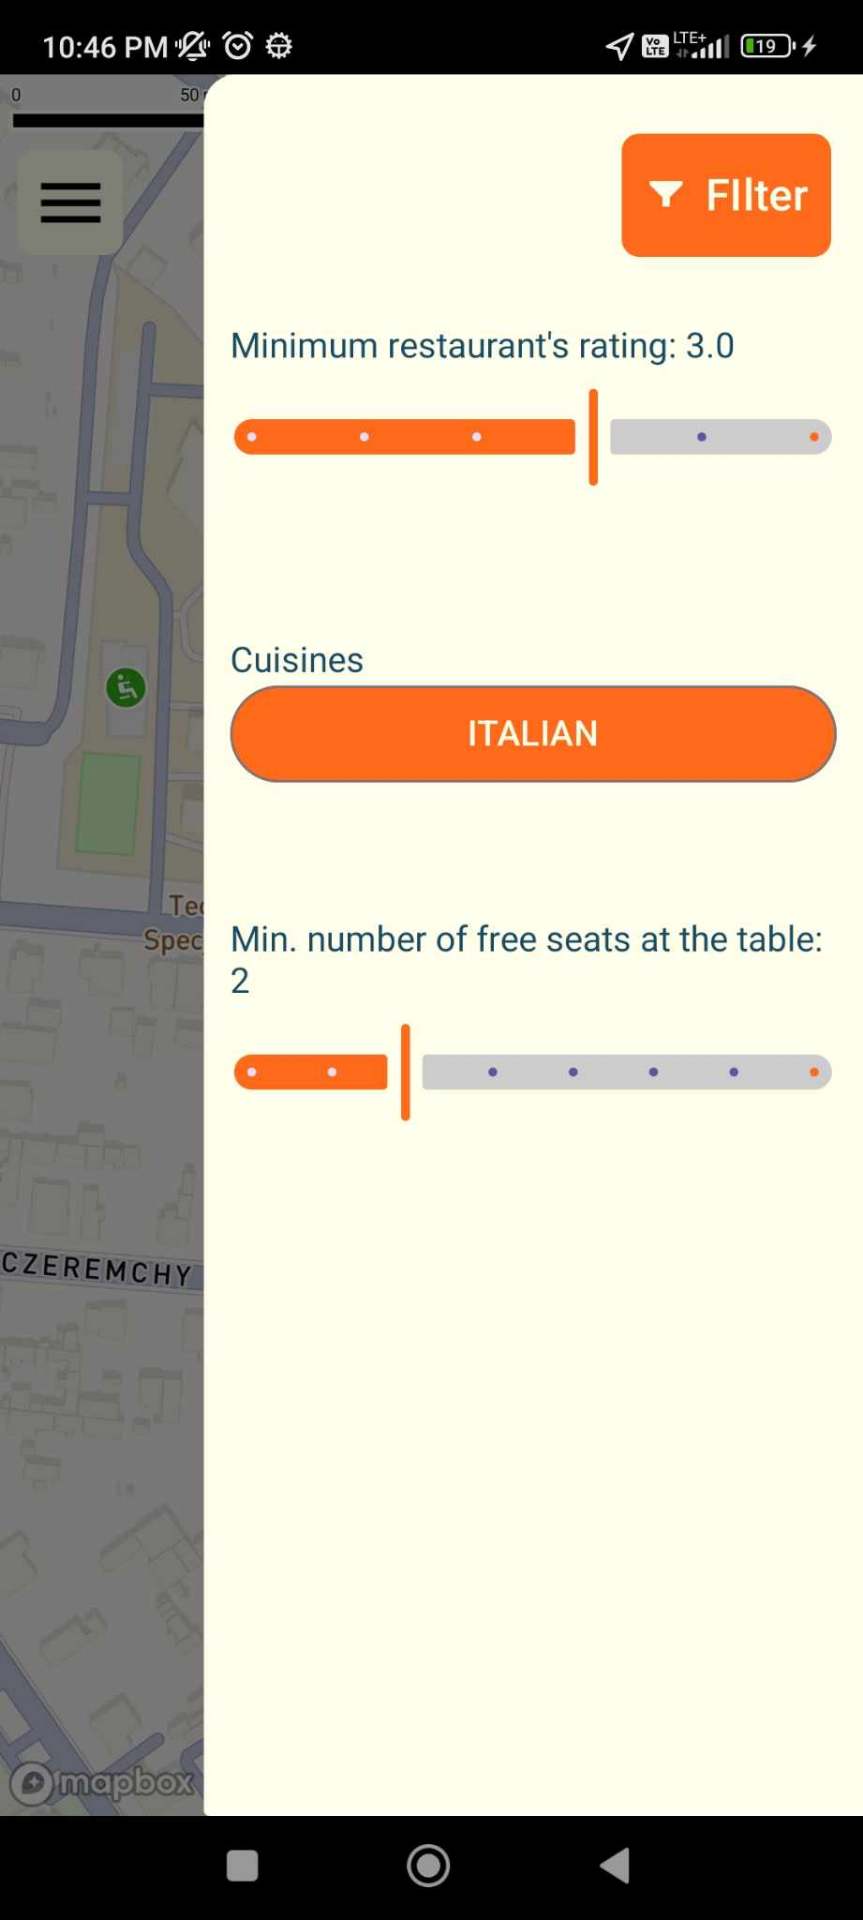 10:46 PM
Vo LTE
LTE+
19
0
50
FIlter
Minimum restaurant's rating: 3.0
Cuisines
ITALIAN
Tec
Spec
Min. number of free seats at the table:
2
CZEREMCHY
mapbox